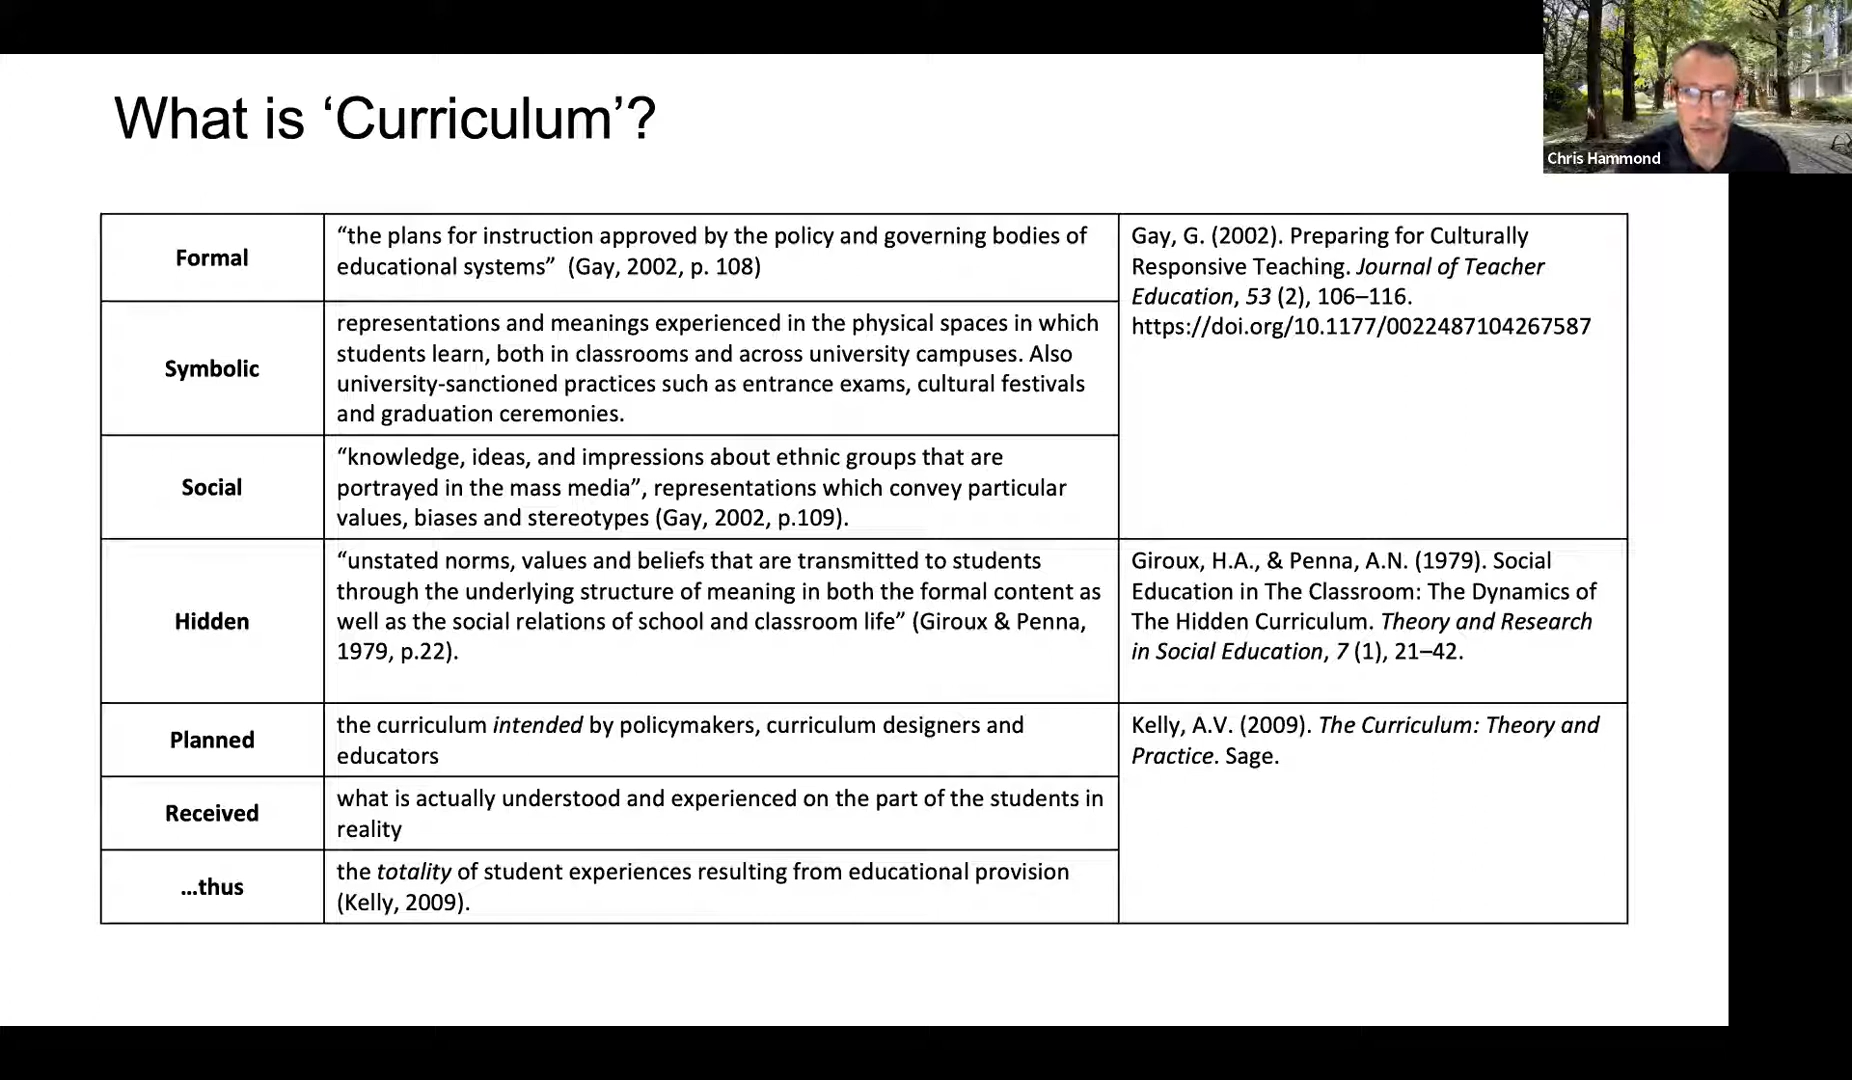 What is ‘Curriculum’?
Chris Hammond
Formal
“the plans for instruction approved by the policy and governing bodies of
educational systems”  (Gay, 2002, p. 108)
Gay, G. (2002). Preparing for Culturally
Responsive Teaching. Journal of Teacher
Education, 53 (2), 106–116.
https://doi.org/10.1177/0022487104267587
Symbolic
representations and meanings experienced in the physical spaces in which
students learn, both in classrooms and across university campuses. Also
university-sanctioned practices such as entrance exams, cultural festivals
and graduation ceremonies.
Social
“knowledge, ideas, and impressions about ethnic groups that are
portrayed in the mass media”, representations which convey particular
values, biases and stereotypes (Gay, 2002, p.109).
Hidden
“unstated norms, values and beliefs that are transmitted to students
through the underlying structure of meaning in both the formal content as
well as the social relations of school and classroom life” (Giroux & Penna,
1979, p.22).
Giroux, H.A., & Penna, A.N. (1979). Social
Education in The Classroom: The Dynamics of
The Hidden Curriculum. Theory and Research
in Social Education, 7 (1), 21–42.
Planned
the curriculum intended by policymakers, curriculum designers and
educators
Kelly, A.V. (2009). The Curriculum: Theory and
Practice. Sage.
Received
what is actually understood and experienced on the part of the students in
reality
...thus
the totality of student experiences resulting from educational provision
(Kelly, 2009).